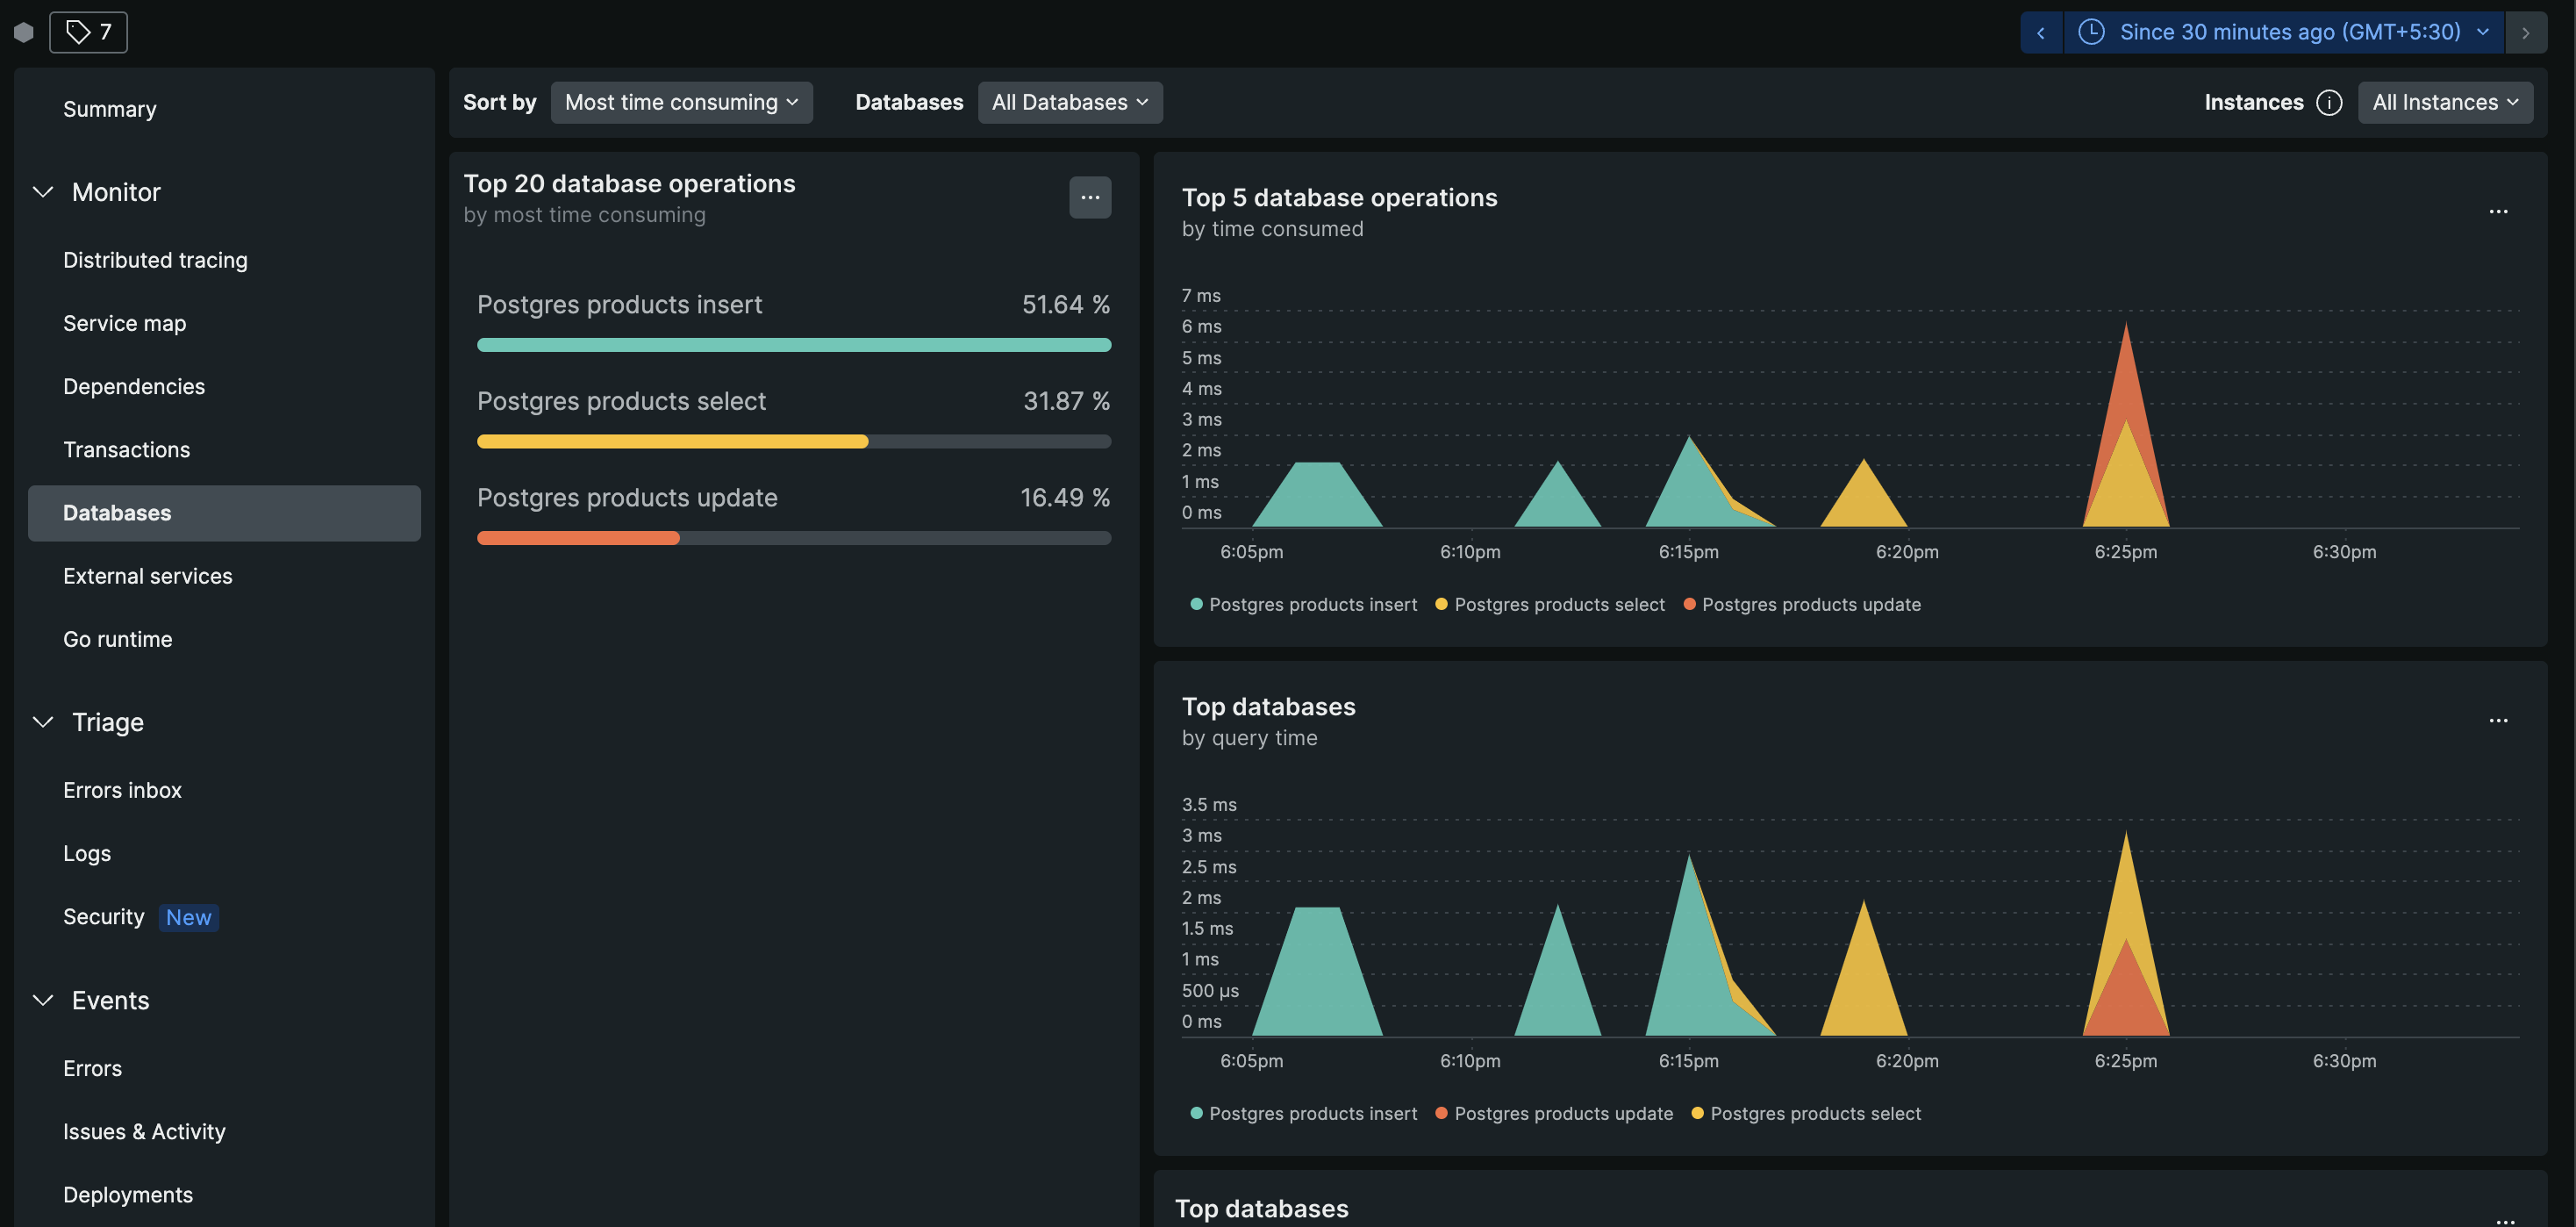 7
Since 30 minutes ago (GMT+5:30)
Summary
Monitor
Distributed tracing
Service map
Dependencies
Transactions
Databases
External services
Go runtime
Triage
Errors inbox
Logs
Security New
Events
Errors
Issues & Activity
Deployments
Sort by Most time consuming Databases All Databases Instances All Instances
Top 20 database operations
by most time consuming
Postgres products insert 51.64 %
Postgres products select 31.87 %
Postgres products update 16.49 %
Top 5 database operations
by time consumed
7 ms
6 ms
5 ms
4 ms
3 ms
2 ms
1 ms
0 ms
6:05pm 6:10pm 6:15pm 6:20pm 6:25pm 6:30pm
Postgres products insert Postgres products select Postgres products update
Top databases
by query time
3.5 ms
3 ms
2.5 ms
2 ms
1.5 ms
1 ms
500 µs
0 ms
6:05pm 6:10pm 6:15pm 6:20pm 6:25pm 6:30pm
Postgres products insert Postgres products update Postgres products select
Top databases